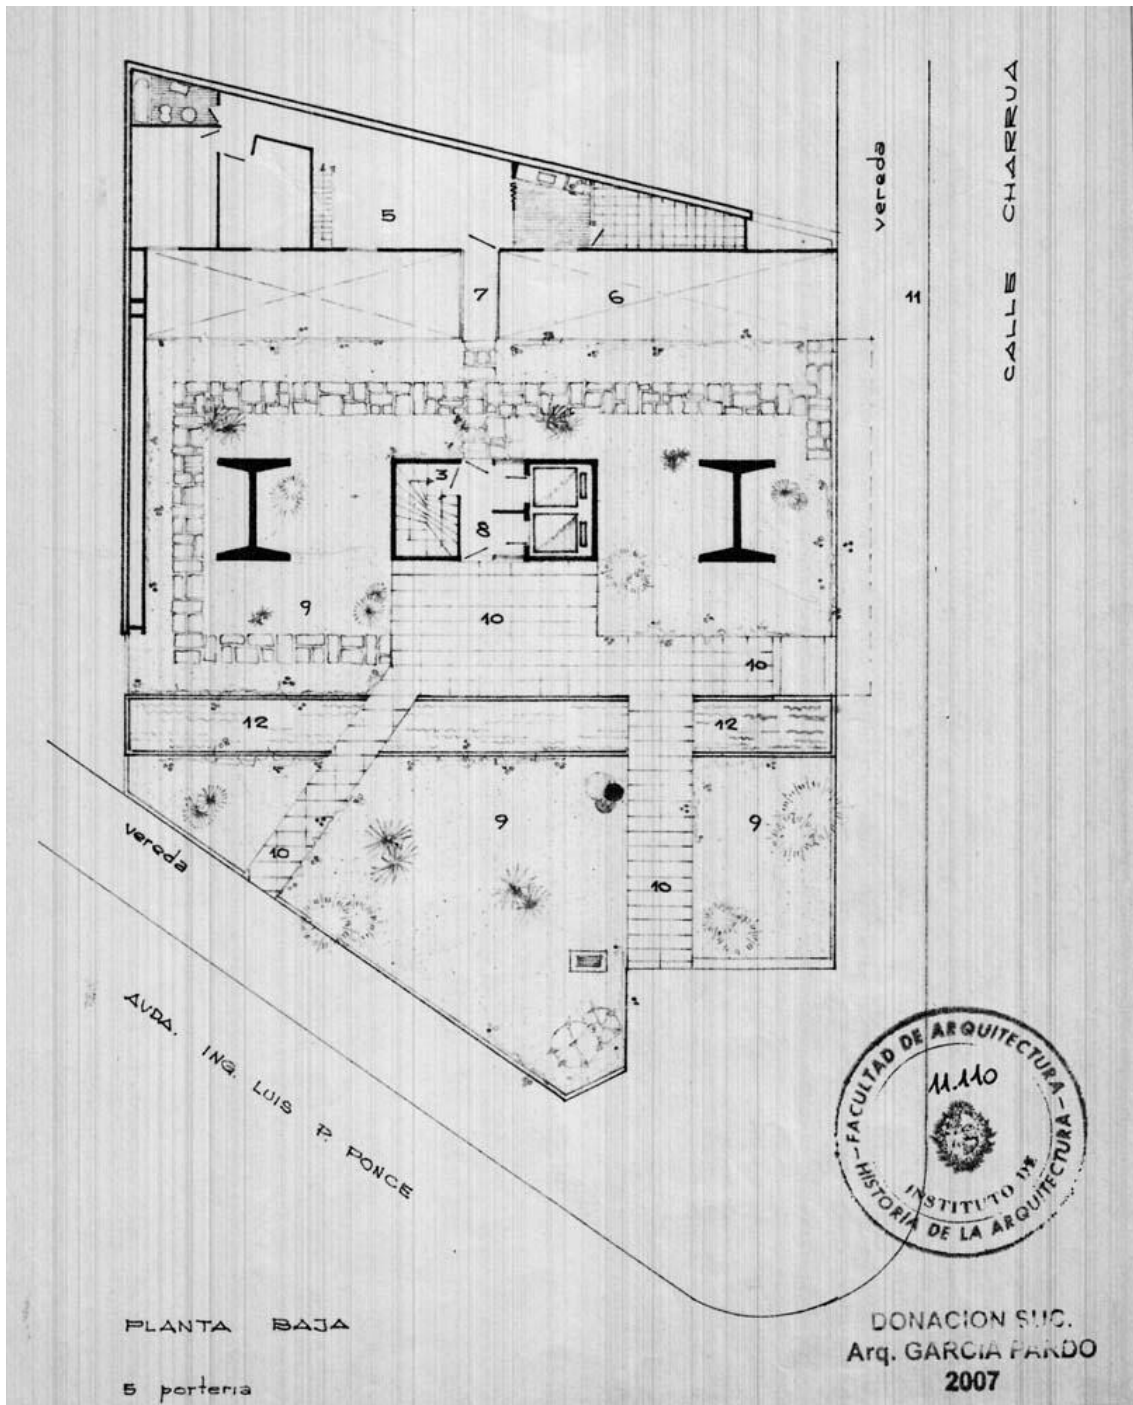 CALLE CHARRUA
vereda
5
7
6
11
3
8
9
10
10
12
12
9
9
vereda
10
10
AVDA. ING. LUIS P. PONCE
FACULTAD DE ARQUITECTURA
11.110
INSTITUTO DE
HISTORIA DE LA ARQUITECTURA
PLANTA BAJA
DONACION SUC.
Arq. GARCIA PARDO
2007
5 porteria